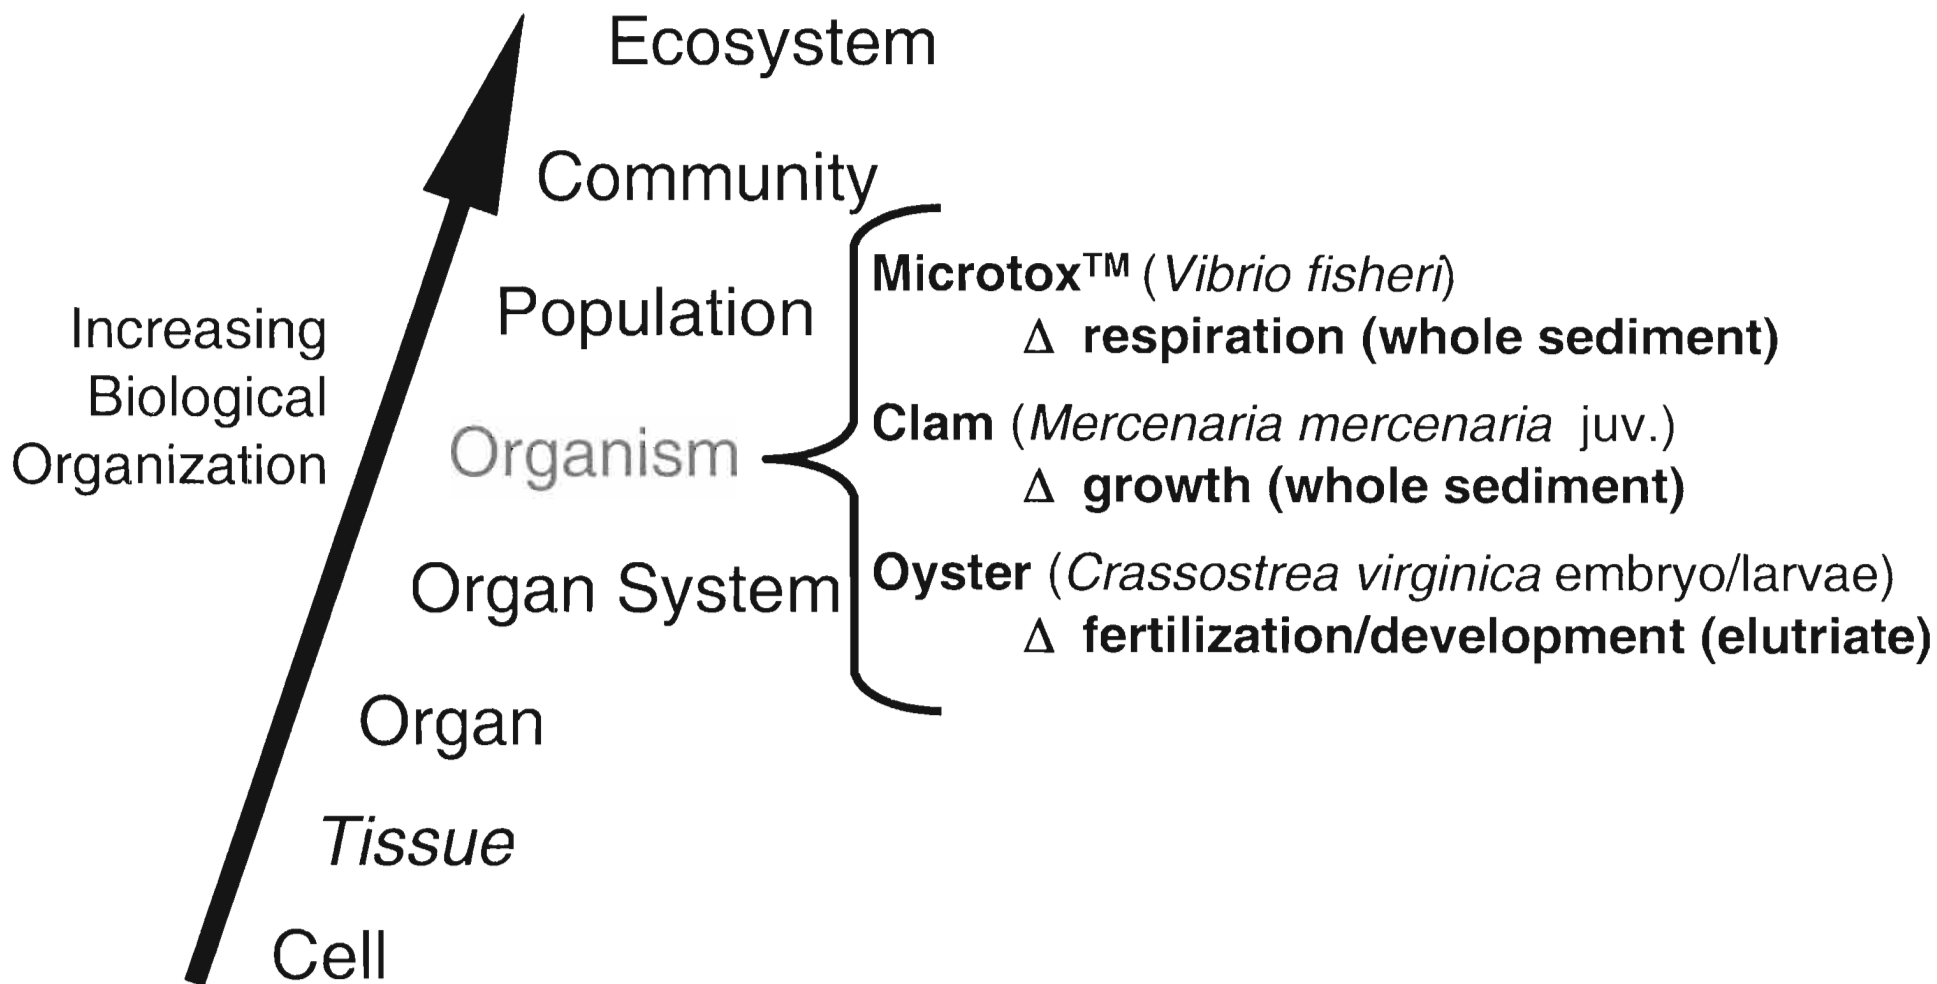 Ecosystem
Community
Population
Increasing
Biological
Organization
Organism
Organ System
Organ
Tissue
Cell
Microtox™ (Vibrio fisheri)
Δ respiration (whole sediment)
Clam (Mercenaria mercenaria juv.)
Δ growth (whole sediment)
Oyster (Crassostrea virginica embryo/larvae)
Δ fertilization/development (elutriate)